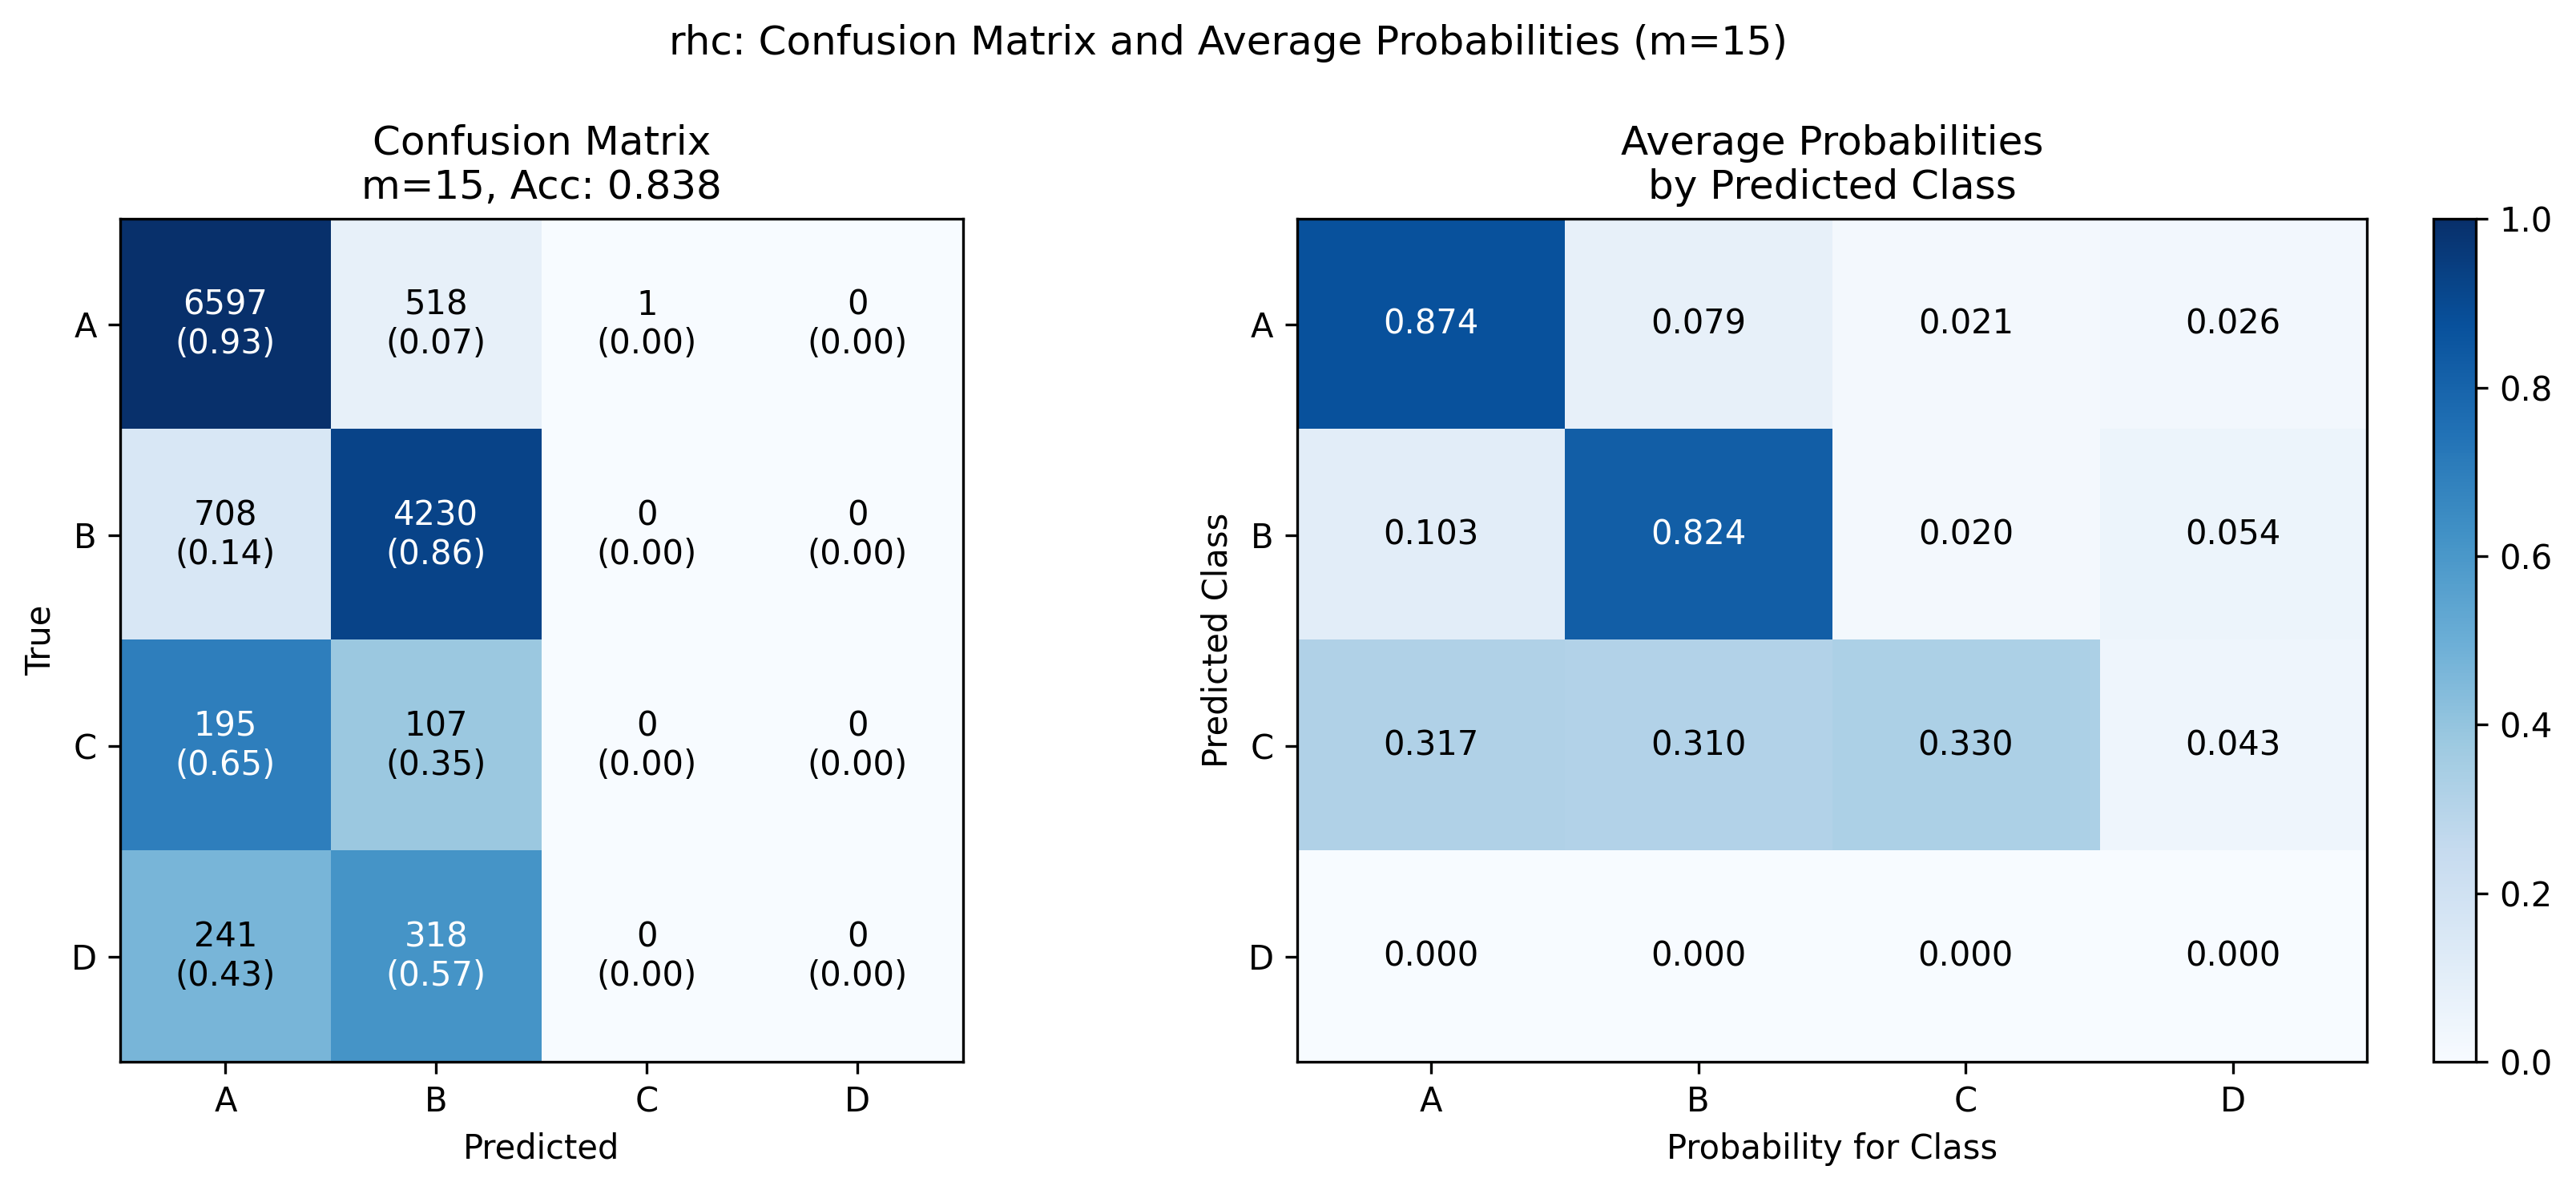 rhc: Confusion Matrix and Average Probabilities (m=15)
Confusion Matrix
m=15, Acc: 0.838
True
A
B
C
D
6597
(0.93)
518
(0.07)
1
(0.00)
0
(0.00)
708
(0.14)
4230
(0.86)
0
(0.00)
0
(0.00)
195
(0.65)
107
(0.35)
0
(0.00)
0
(0.00)
241
(0.43)
318
(0.57)
0
(0.00)
0
(0.00)
A B C D
Predicted
Average Probabilities
by Predicted Class
Predicted Class
A 0.874 0.079 0.021 0.026
B 0.103 0.824 0.020 0.054
C 0.317 0.310 0.330 0.043
D 0.000 0.000 0.000 0.000
A B C D
Probability for Class
1.0
0.8
0.6
0.4
0.2
0.0